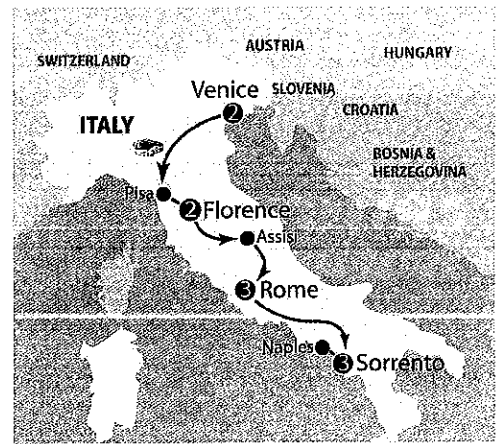 AUSTRIA
HUNGARY
SWITZERLAND
Venice
2
SLOVENIA
CROATIA
ITALY
BOSNIA &
HERZEGOVINA
Pisa
2 Florence
Assisi
3 Rome
Naples
3 Sorrento